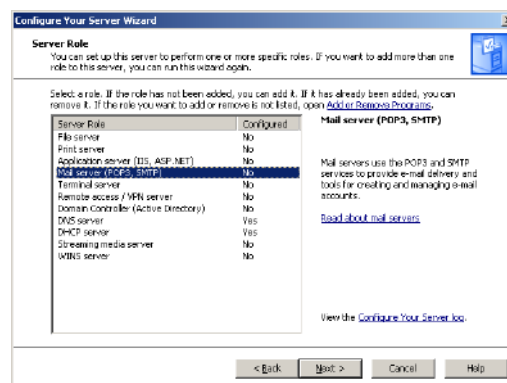 Configure Your Server Wizard
Server Role
You can set up this server to perform one or more specific roles. If you want to add more than one
role to this server, you can run this wizard again.
Select a role. If the role has not been added, you can add it. If it has already been added, you can
remove it. If the role you want to add or remove is not listed, open Add or Remove Programs.
Server Role Configured
File server No
Print server No
Application server (IIS, ASP.NET) No
Mail server (POP3, SMTP) No
Terminal server No
Remote access / VPN server No
Domain Controller (Active Directory) No
DNS server Yes
DHCP server Yes
Streaming media server No
WINS server No
Mail server (POP3, SMTP)
Mail servers use the POP3 and SMTP
services to provide e-mail delivery and
tools for creating and managing e-mail
accounts.
Read about mail servers
View the Configure Your Server log.
< Back Next > Cancel Help